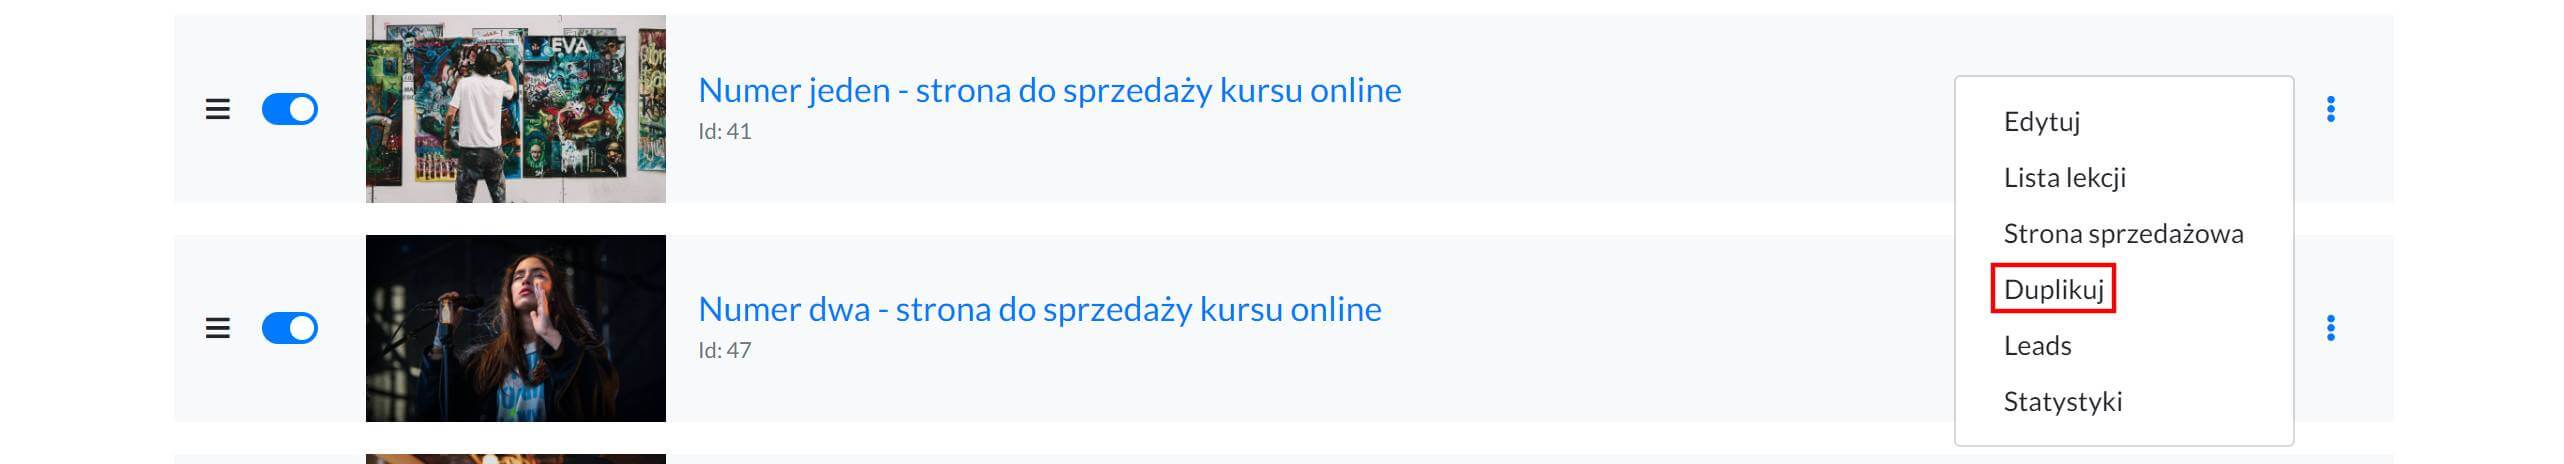 EVA
Numer jeden - strona do sprzedaży kursu online
Id: 41
Numer dwa - strona do sprzedaży kursu online
Id: 47
Edytuj
Lista lekcji
Strona sprzedażowa
Duplikuj
Leads
Statystyki